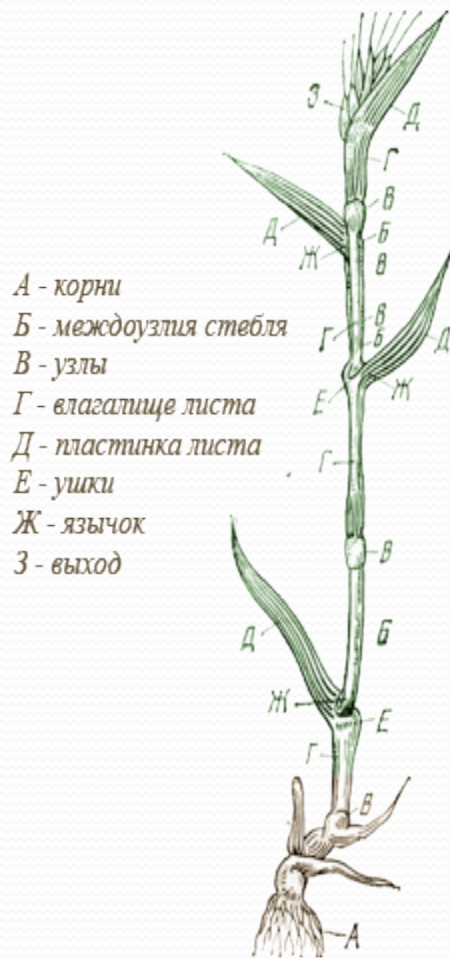 А - корни
Б - междоузлия стебля
В - узлы
Г - влагалище листа
Д - пластинка листа
Е - ушки
Ж - язычок
З - выход
З
Д
Г
В
Д
Б
Ж
В
В
Г
Б
Д
Е
Ж
Г
В
Д
Б
Ж
Е
Г
В
А